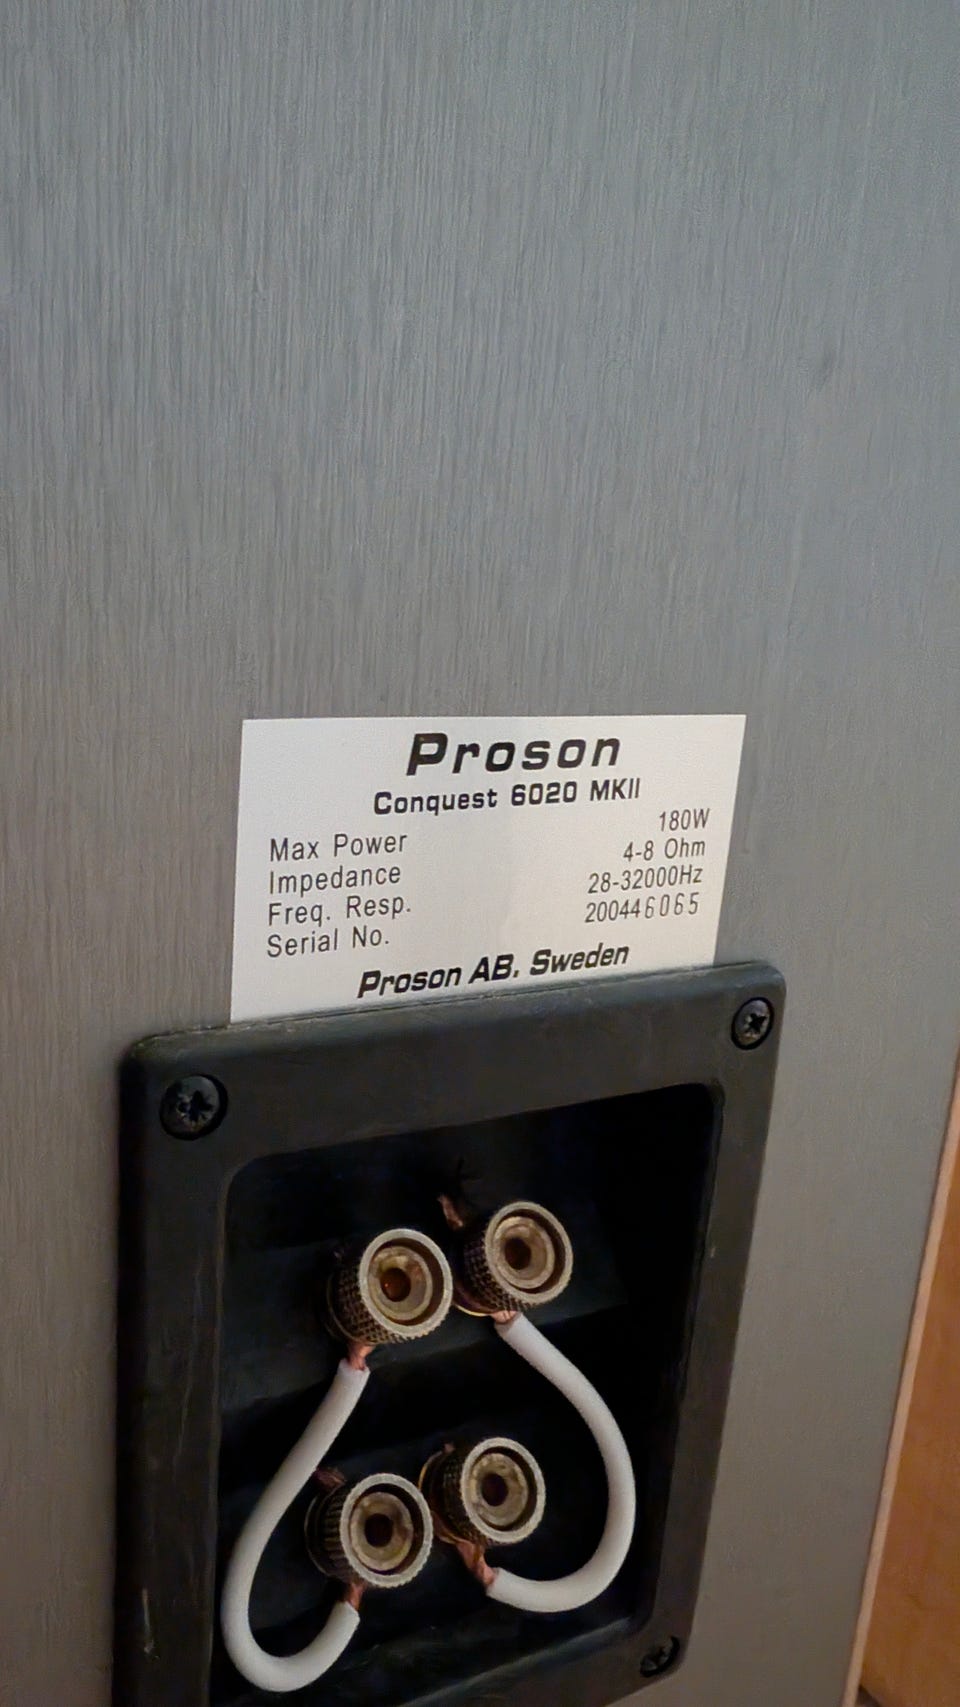 Proson
Conquest 6020 MKII
Max Power 180W
Impedance 4-8 Ohm
Freq. Resp. 28-32000Hz
Serial No. 200446065
Proson AB. Sweden